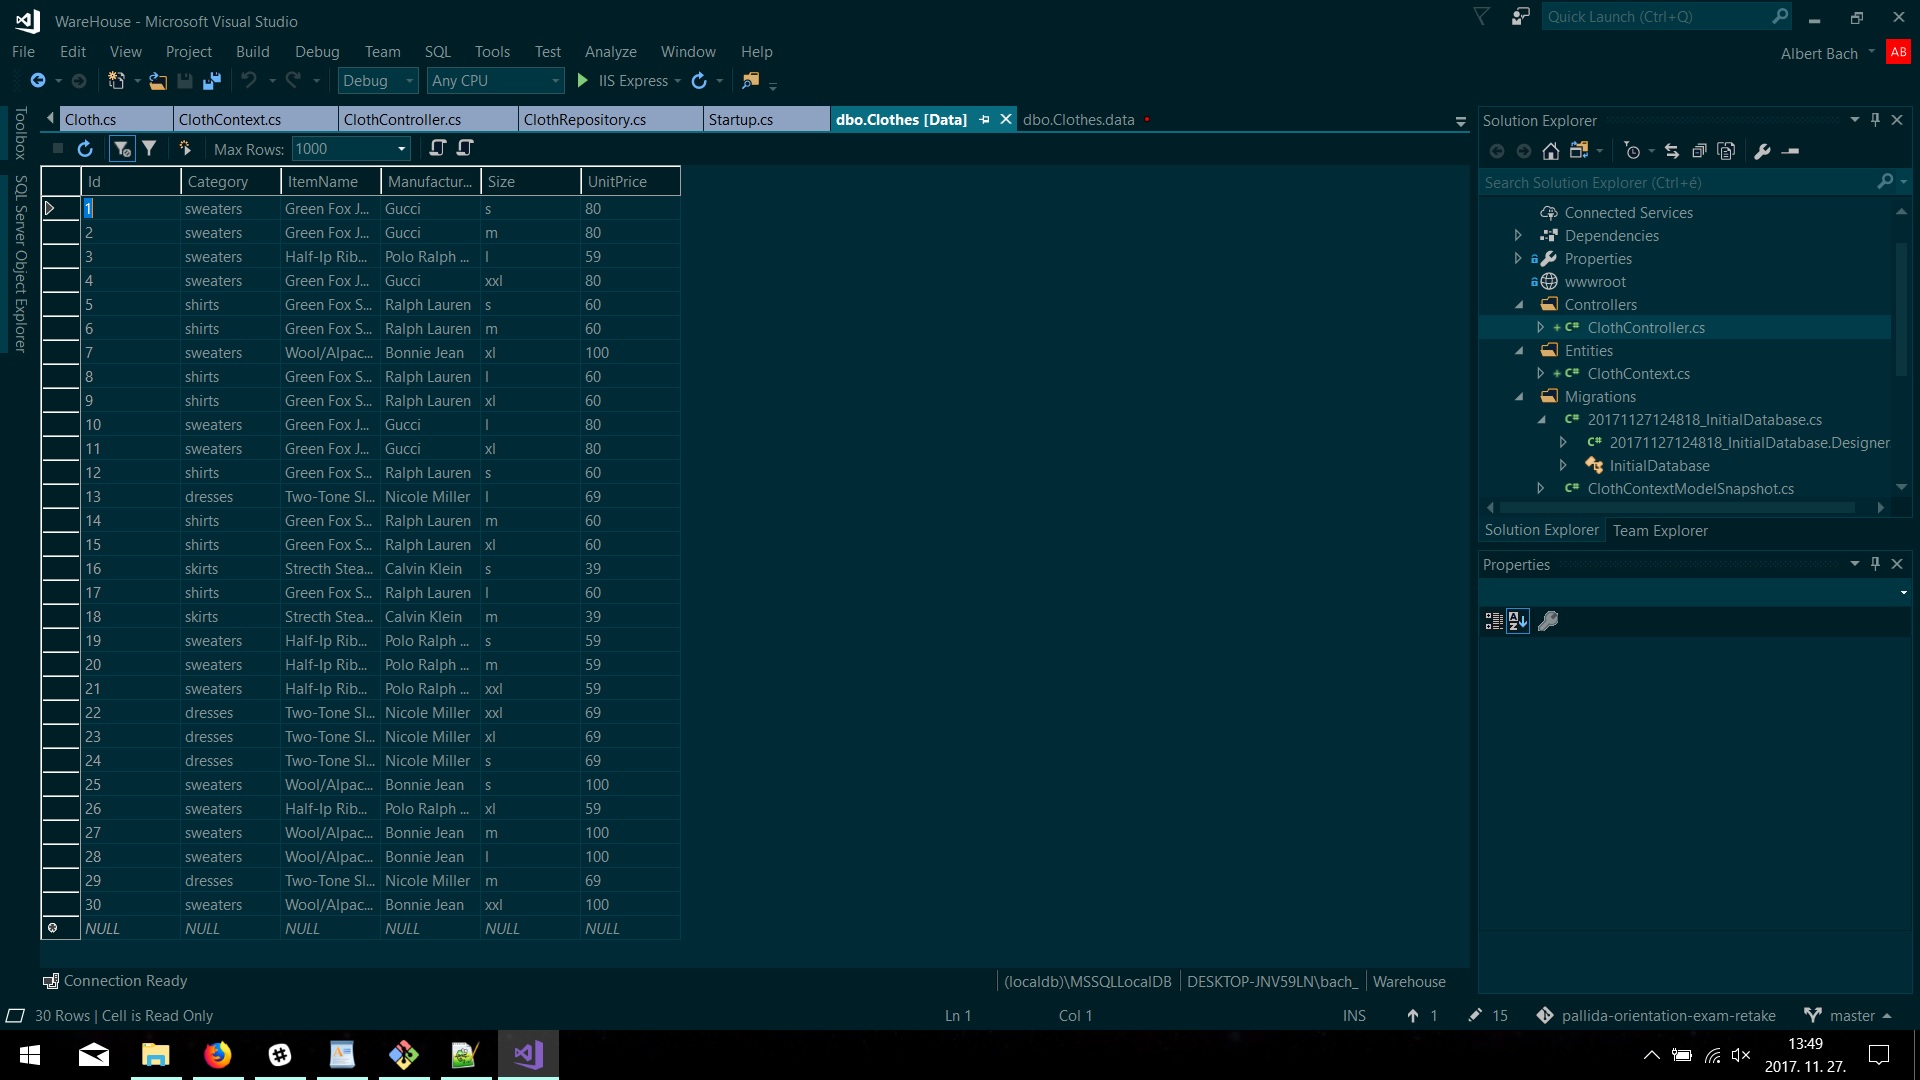 WareHouse - Microsoft Visual Studio
Quick Launch (Ctrl+Q)
File Edit View Project Build Debug Team SQL Tools Test Analyze Window Help
Albert Bach AB
Debug Any CPU IIS Express
Toolbox
SQL Server Object Explorer
Cloth.cs ClothContext.cs ClothController.cs ClothRepository.cs Startup.cs dbo.Clothes [Data] dbo.Clothes.data
Max Rows: 1000
Id Category ItemName Manufactur... Size UnitPrice
1 sweaters Green Fox J... Gucci s 80
2 sweaters Green Fox J... Gucci m 80
3 sweaters Half-Ip Rib... Polo Ralph ... l 59
4 sweaters Green Fox J... Gucci xxl 80
5 shirts Green Fox S... Ralph Lauren s 60
6 shirts Green Fox S... Ralph Lauren m 60
7 sweaters Wool/Alpac... Bonnie Jean xl 100
8 shirts Green Fox S... Ralph Lauren l 60
9 shirts Green Fox S... Ralph Lauren xl 60
10 sweaters Green Fox J... Gucci l 80
11 sweaters Green Fox J... Gucci xl 80
12 shirts Green Fox S... Ralph Lauren s 60
13 dresses Two-Tone Sl... Nicole Miller l 69
14 shirts Green Fox S... Ralph Lauren m 60
15 shirts Green Fox S... Ralph Lauren xl 60
16 skirts Strecth Stea... Calvin Klein s 39
17 shirts Green Fox S... Ralph Lauren l 60
18 skirts Strecth Stea... Calvin Klein m 39
19 sweaters Half-Ip Rib... Polo Ralph ... s 59
20 sweaters Half-Ip Rib... Polo Ralph ... m 59
21 sweaters Half-Ip Rib... Polo Ralph ... xxl 59
22 dresses Two-Tone Sl... Nicole Miller xxl 69
23 dresses Two-Tone Sl... Nicole Miller xl 69
24 dresses Two-Tone Sl... Nicole Miller s 69
25 sweaters Wool/Alpac... Bonnie Jean s 100
26 sweaters Half-Ip Rib... Polo Ralph ... xl 59
27 sweaters Wool/Alpac... Bonnie Jean m 100
28 sweaters Wool/Alpac... Bonnie Jean l 100
29 dresses Two-Tone Sl... Nicole Miller m 69
30 sweaters Wool/Alpac... Bonnie Jean xxl 100
NULL NULL NULL NULL NULL NULL
Connection Ready (localdb)\MSSQLLocalDB DESKTOP-JNV59LN\bach_ Warehouse
Solution Explorer
Search Solution Explorer (Ctrl+é)
Connected Services
Dependencies
Properties
wwwroot
Controllers
+ C# ClothController.cs
Entities
+ C# ClothContext.cs
Migrations
C# 20171127124818_InitialDatabase.cs
C# 20171127124818_InitialDatabase.Designer
InitialDatabase
C# ClothContextModelSnapshot.cs
Solution Explorer Team Explorer
Properties
30 Rows | Cell is Read Only Ln 1 Col 1 INS 1 15 pallida-orientation-exam-retake master
13:49
2017. 11. 27.